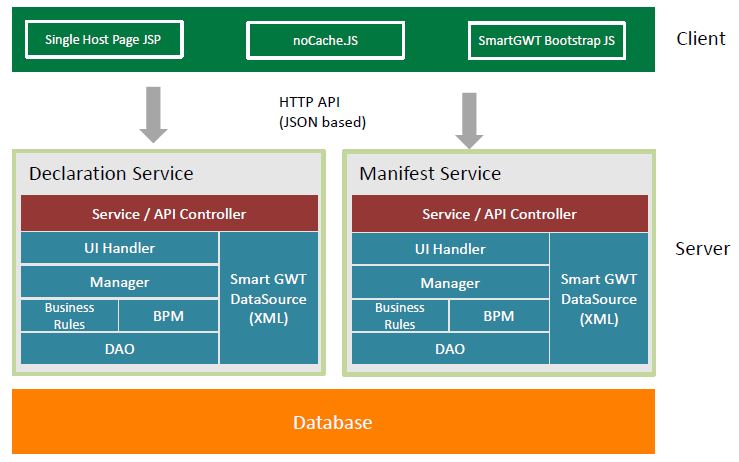 Single Host Page JSP
noCache.JS
SmartGWT Bootstrap JS
Client
HTTP API
(JSON based)
Declaration Service
Service / API Controller
UI Handler
Manager
Business
Rules
BPM
DAO
Smart GWT
DataSource
(XML)
Manifest Service
Service / API Controller
UI Handler
Manager
Business
Rules
BPM
DAO
Smart GWT
DataSource
(XML)
Server
Database